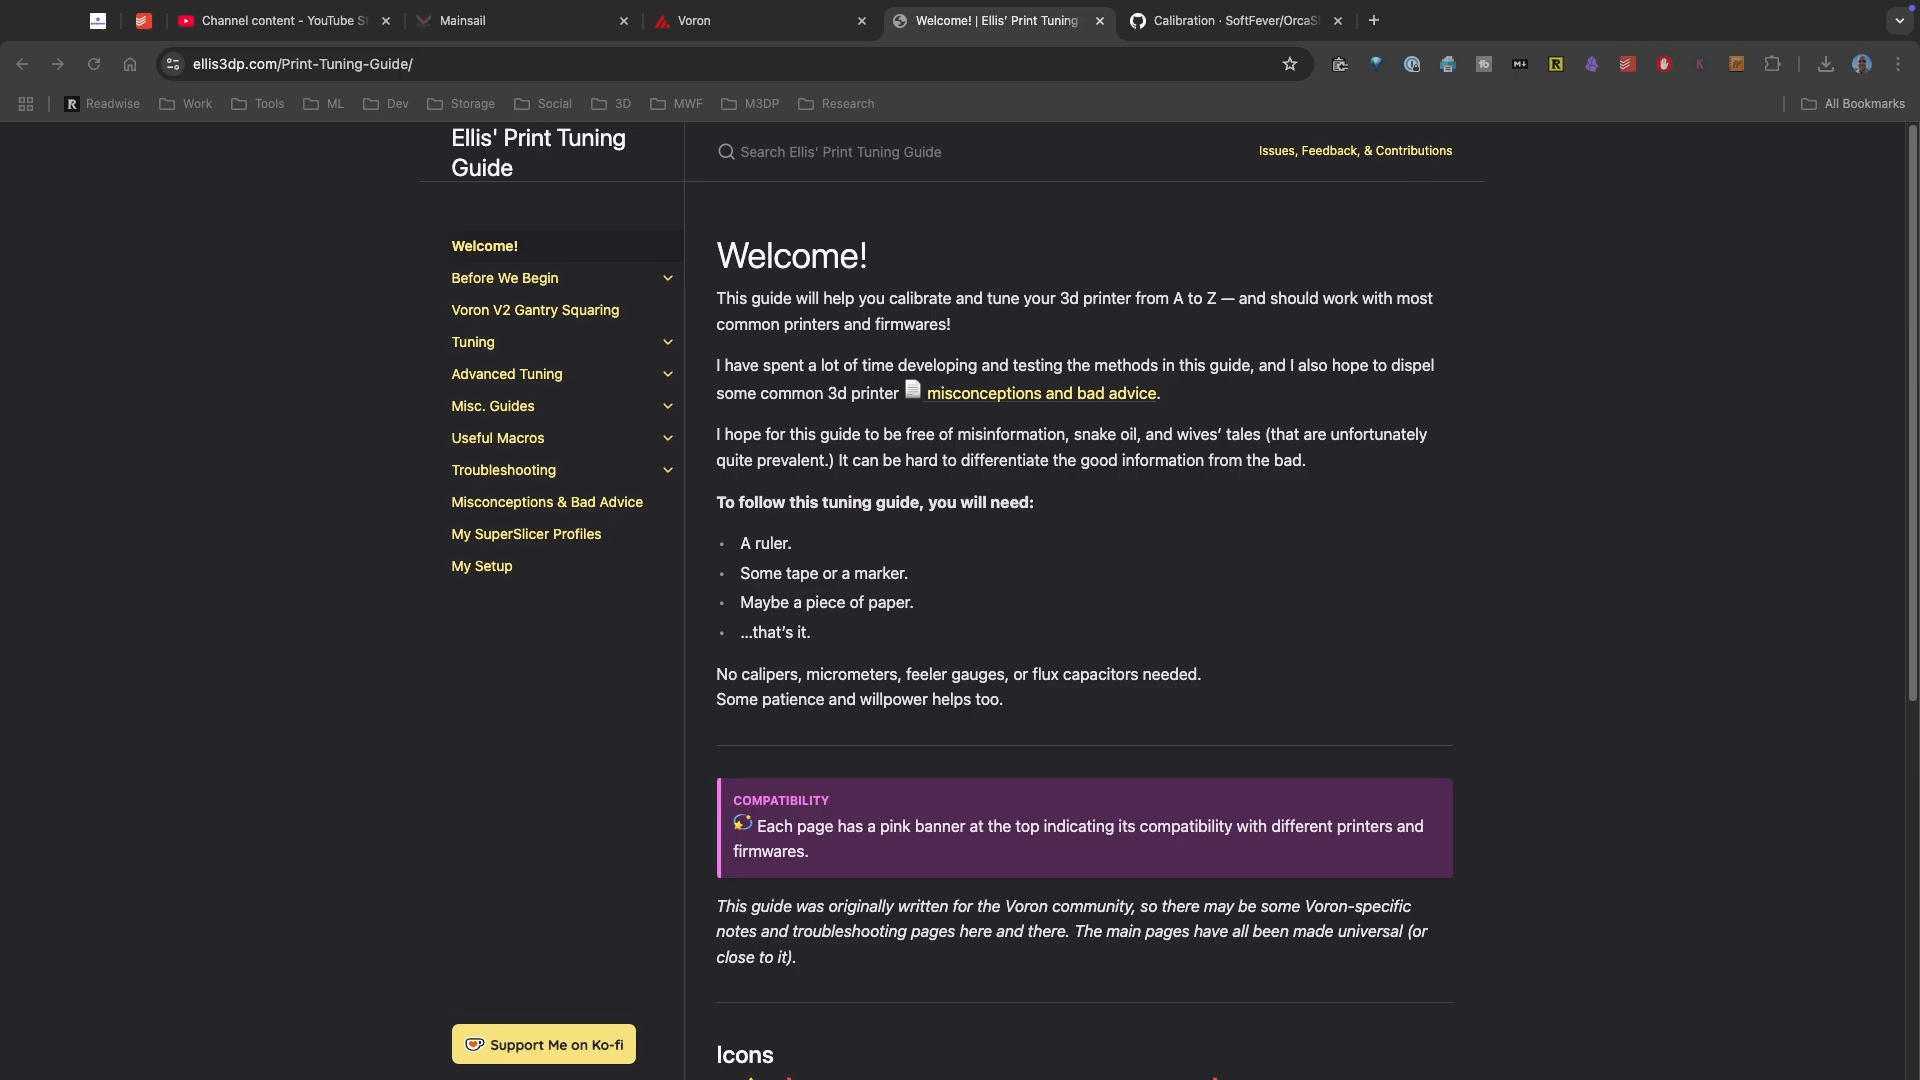 Channel content - YouTube St
Mainsail
Voron
Welcome! | Ellis’ Print Tuning
Calibration · SoftFever/OrcaSl
ellis3dp.com/Print-Tuning-Guide/
Readwise
Work
Tools
ML
Dev
Storage
Social
3D
MWF
M3DP
Research
All Bookmarks
Ellis' Print Tuning
Guide
Search Ellis' Print Tuning Guide
Issues, Feedback, & Contributions
Welcome!
Before We Begin
Voron V2 Gantry Squaring
Tuning
Advanced Tuning
Misc. Guides
Useful Macros
Troubleshooting
Misconceptions & Bad Advice
My SuperSlicer Profiles
My Setup
Support Me on Ko-fi
Welcome!
This guide will help you calibrate and tune your 3d printer from A to Z — and should work with most
common printers and firmwares!
I have spent a lot of time developing and testing the methods in this guide, and I also hope to dispel
some common 3d printer misconceptions and bad advice.
I hope for this guide to be free of misinformation, snake oil, and wives’ tales (that are unfortunately
quite prevalent.) It can be hard to differentiate the good information from the bad.
To follow this tuning guide, you will need:
• A ruler.
• Some tape or a marker.
• Maybe a piece of paper.
• …that’s it.
No calipers, micrometers, feeler gauges, or flux capacitors needed.
Some patience and willpower helps too.
COMPATIBILITY
Each page has a pink banner at the top indicating its compatibility with different printers and
firmwares.
This guide was originally written for the Voron community, so there may be some Voron-specific
notes and troubleshooting pages here and there. The main pages have all been made universal (or
close to it).
Icons